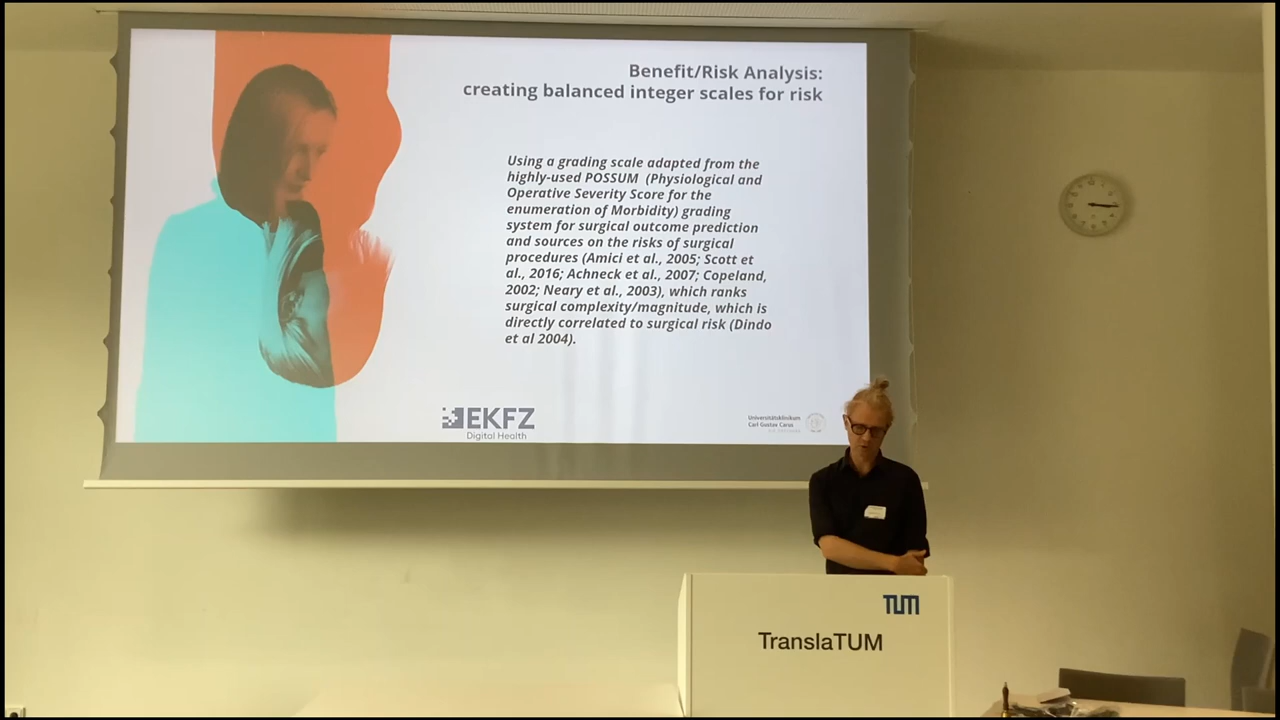 Benefit/Risk Analysis:
creating balanced integer scales for risk
Using a grading scale adapted from the
highly-used POSSUM (Physiological and
Operative Severity Score for the
enumeration of Morbidity) grading
system for surgical outcome prediction
and sources on the risks of surgical
procedures (Amici et al., 2005; Scott et
al., 2016; Achneck et al., 2007; Copeland,
2002; Neary et al., 2003), which ranks
surgical complexity/magnitude, which is
directly correlated to surgical risk (Dindo
et al 2004).
EKFZ
Digital Health
Universitätsklinikum
Carl Gustav Carus
TUM
TranslaTUM